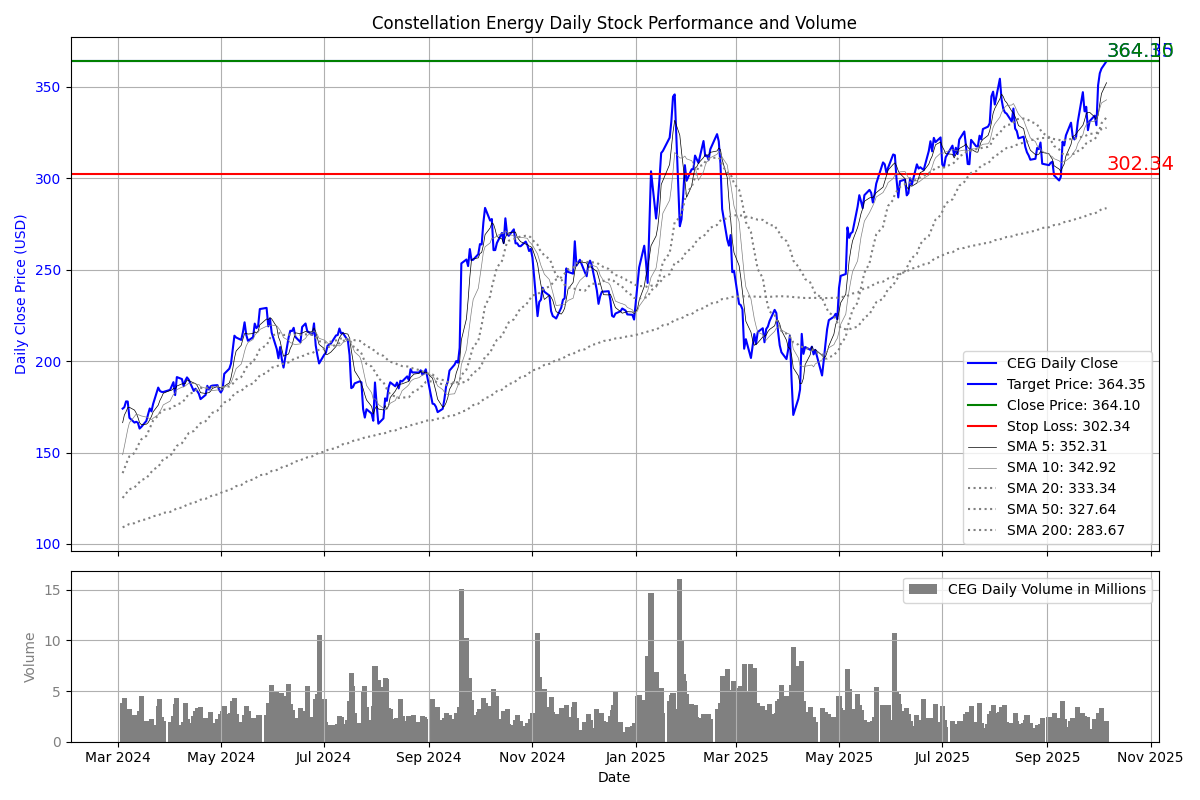 Constellation Energy Daily Stock Performance and Volume
364.10
302.34
Daily Close Price (USD)
350
300
250
200
150
100
CEG Daily Close
Target Price: 364.35
Close Price: 364.10
Stop Loss: 302.34
SMA 5: 352.31
SMA 10: 342.92
SMA 20: 333.34
SMA 50: 327.64
SMA 200: 283.67
Volume
15
10
5
0
CEG Daily Volume in Millions
Mar 2024 May 2024 Jul 2024 Sep 2024 Nov 2024 Jan 2025 Mar 2025 May 2025 Jul 2025 Sep 2025 Nov 2025
Date